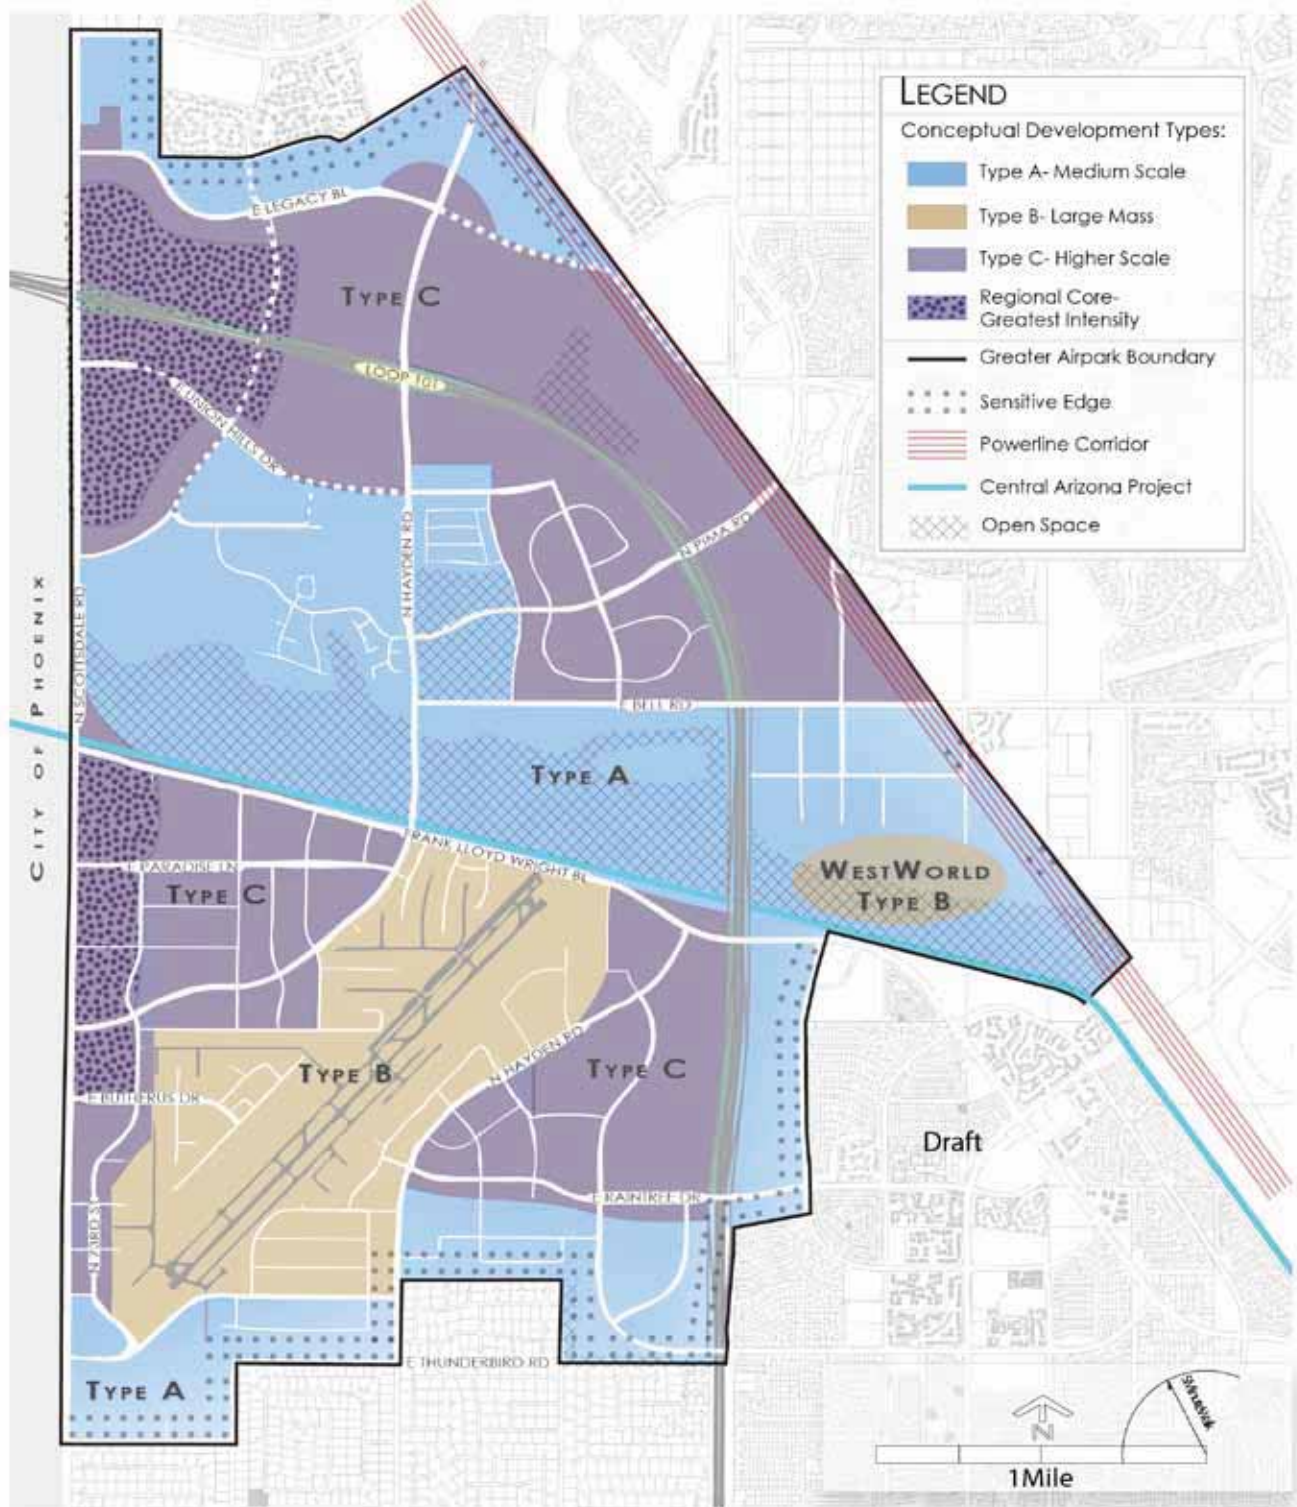 LEGEND
Conceptual Development Types:
Type A- Medium Scale
Type B- Large Mass
Type C- Higher Scale
Regional Core-
Greatest Intensity
Greater Airpark Boundary
Sensitive Edge
Powerline Corridor
Central Arizona Project
Open Space
E LEGACY BL
TYPE C
LOOP 101
E UNION HILLS DR
N HAYDEN RD
N PIMA RD
CITY OF PHOENIX
N SCOTTSDALE RD
E BELL RD
TYPE A
FRANK LLOYD WRIGHT BL
E PARADISE LN
TYPE C
WESTWORLD
TYPE B
TYPE B
N HAYDEN RD
TYPE C
E BUTHERUS DR
Draft
E RAINTREE DR
N 73RD ST
E THUNDERBIRD RD
TYPE A
N
1Mile